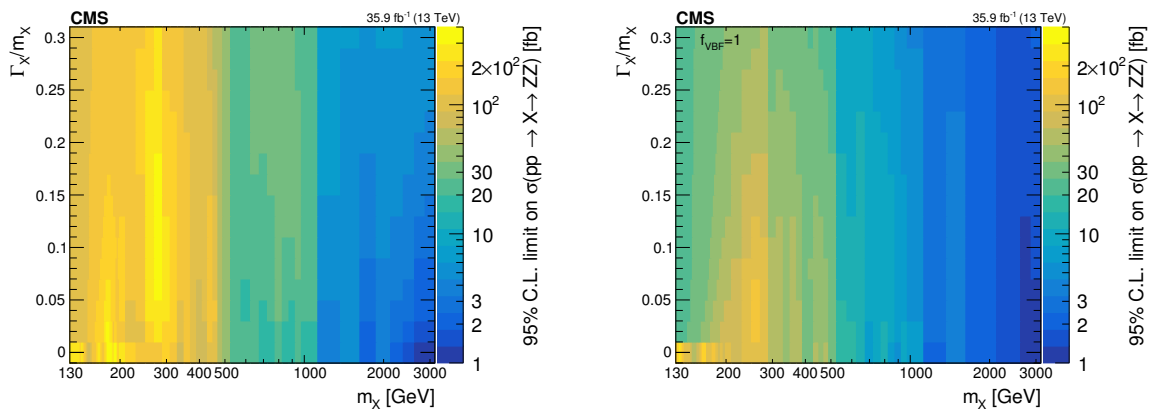 CMS 35.9 fb⁻¹ (13 TeV)
Γ_X/m_X
0.3
0.25
0.2
0.15
0.1
0.05
0
130 200 300 400 500 1000 2000 3000
m_X [GeV]
2×10²
10²
30
20
10
3
2
1
95% C.L. limit on σ(pp → X→ ZZ) [fb]
CMS 35.9 fb⁻¹ (13 TeV)
f_VBF=1
Γ_X/m_X
0.3
0.25
0.2
0.15
0.1
0.05
0
130 200 300 400 500 1000 2000 3000
m_X [GeV]
2×10²
10²
30
20
10
3
2
1
95% C.L. limit on σ(pp → X→ ZZ) [fb]